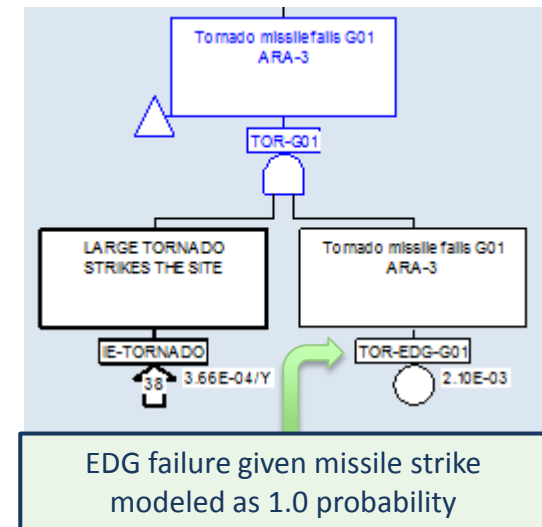 Tornado missile fails G01
ARA-3
TOR-G01
LARGE TORNADO
STRIKES THE SITE
Tornado missile fails G01
ARA-3
IE-TORNADO
TOR-EDG-G01
38
3.66E-04/Y
2.10E-03
EDG failure given missile strike
modeled as 1.0 probability